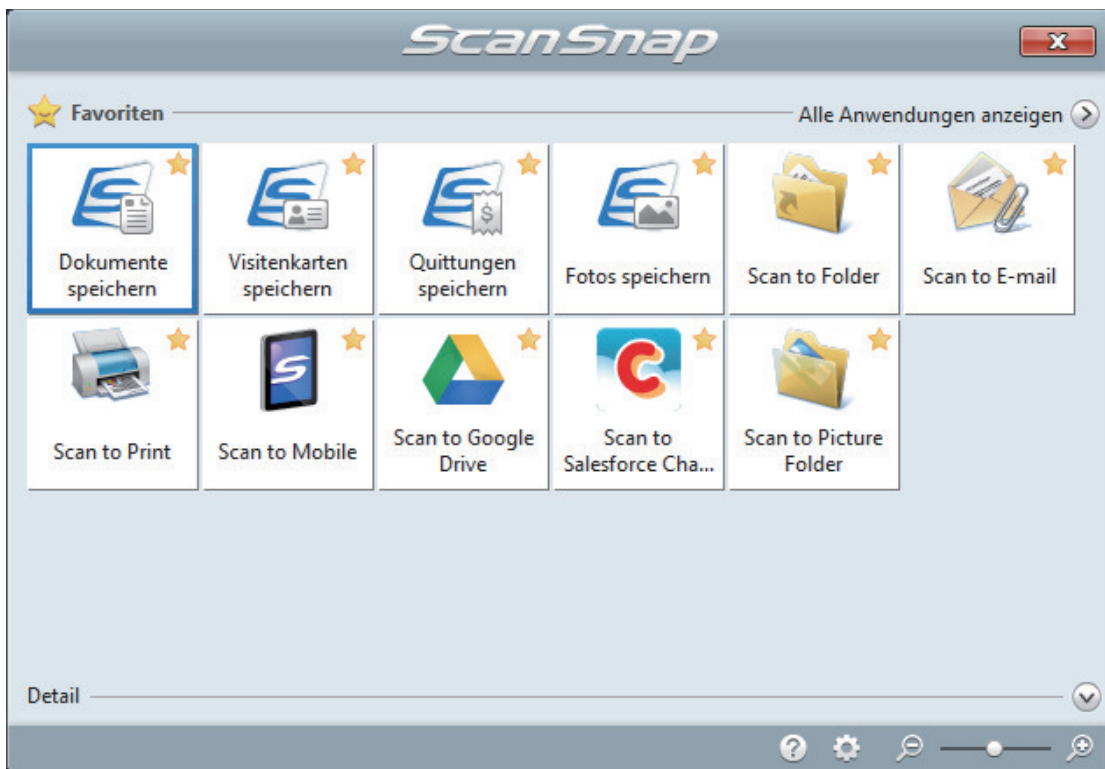 ScanSnap
Favoriten
Alle Anwendungen anzeigen
Dokumente
speichern
Visitenkarten
speichern
Quittungen
speichern
Fotos speichern
Scan to Folder
Scan to E-mail
Scan to Print
Scan to Mobile
Scan to Google
Drive
Scan to
Salesforce Cha...
Scan to Picture
Folder
Detail